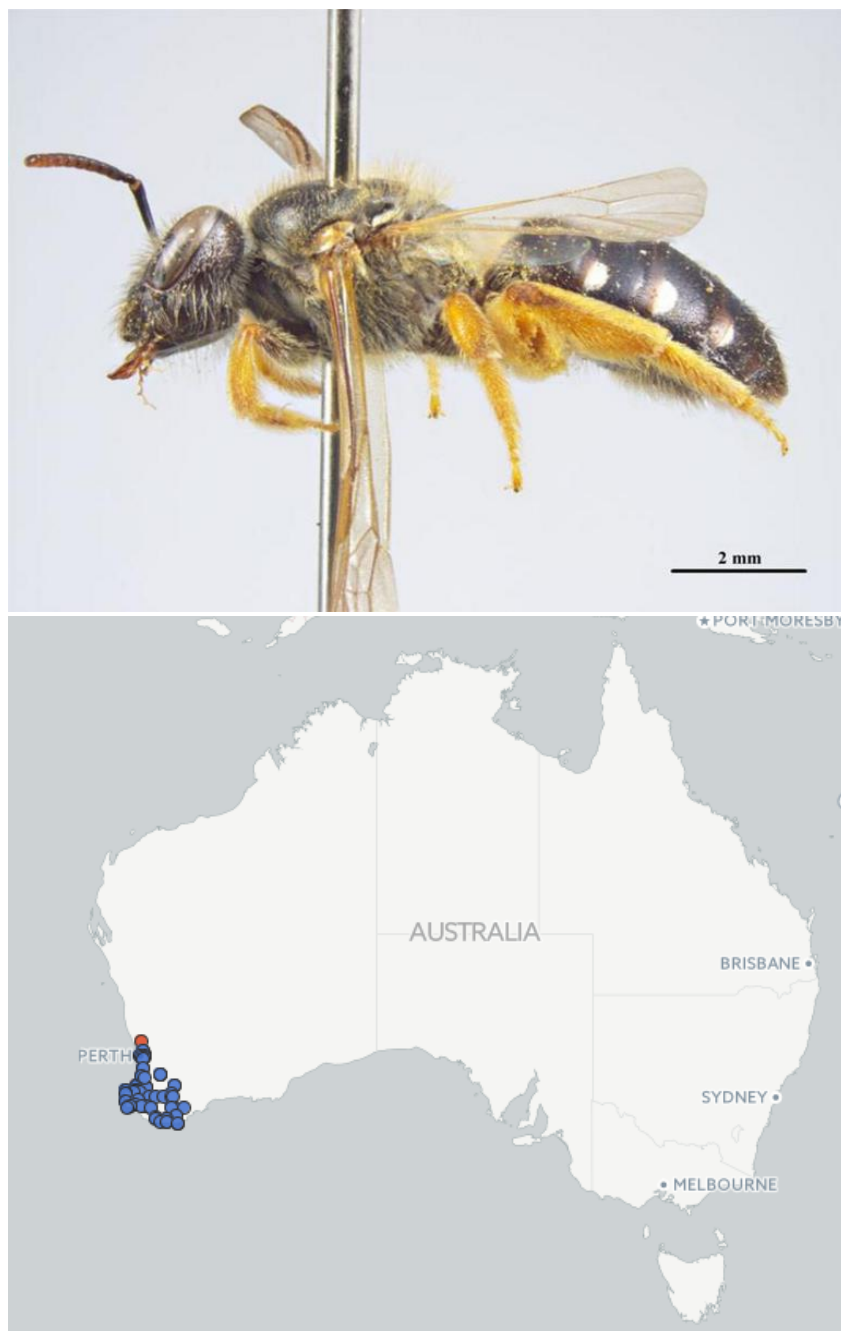 2 mm
★PORT MORESBY
AUSTRALIA
BRISBANE
PERTH
SYDNEY
MELBOURNE